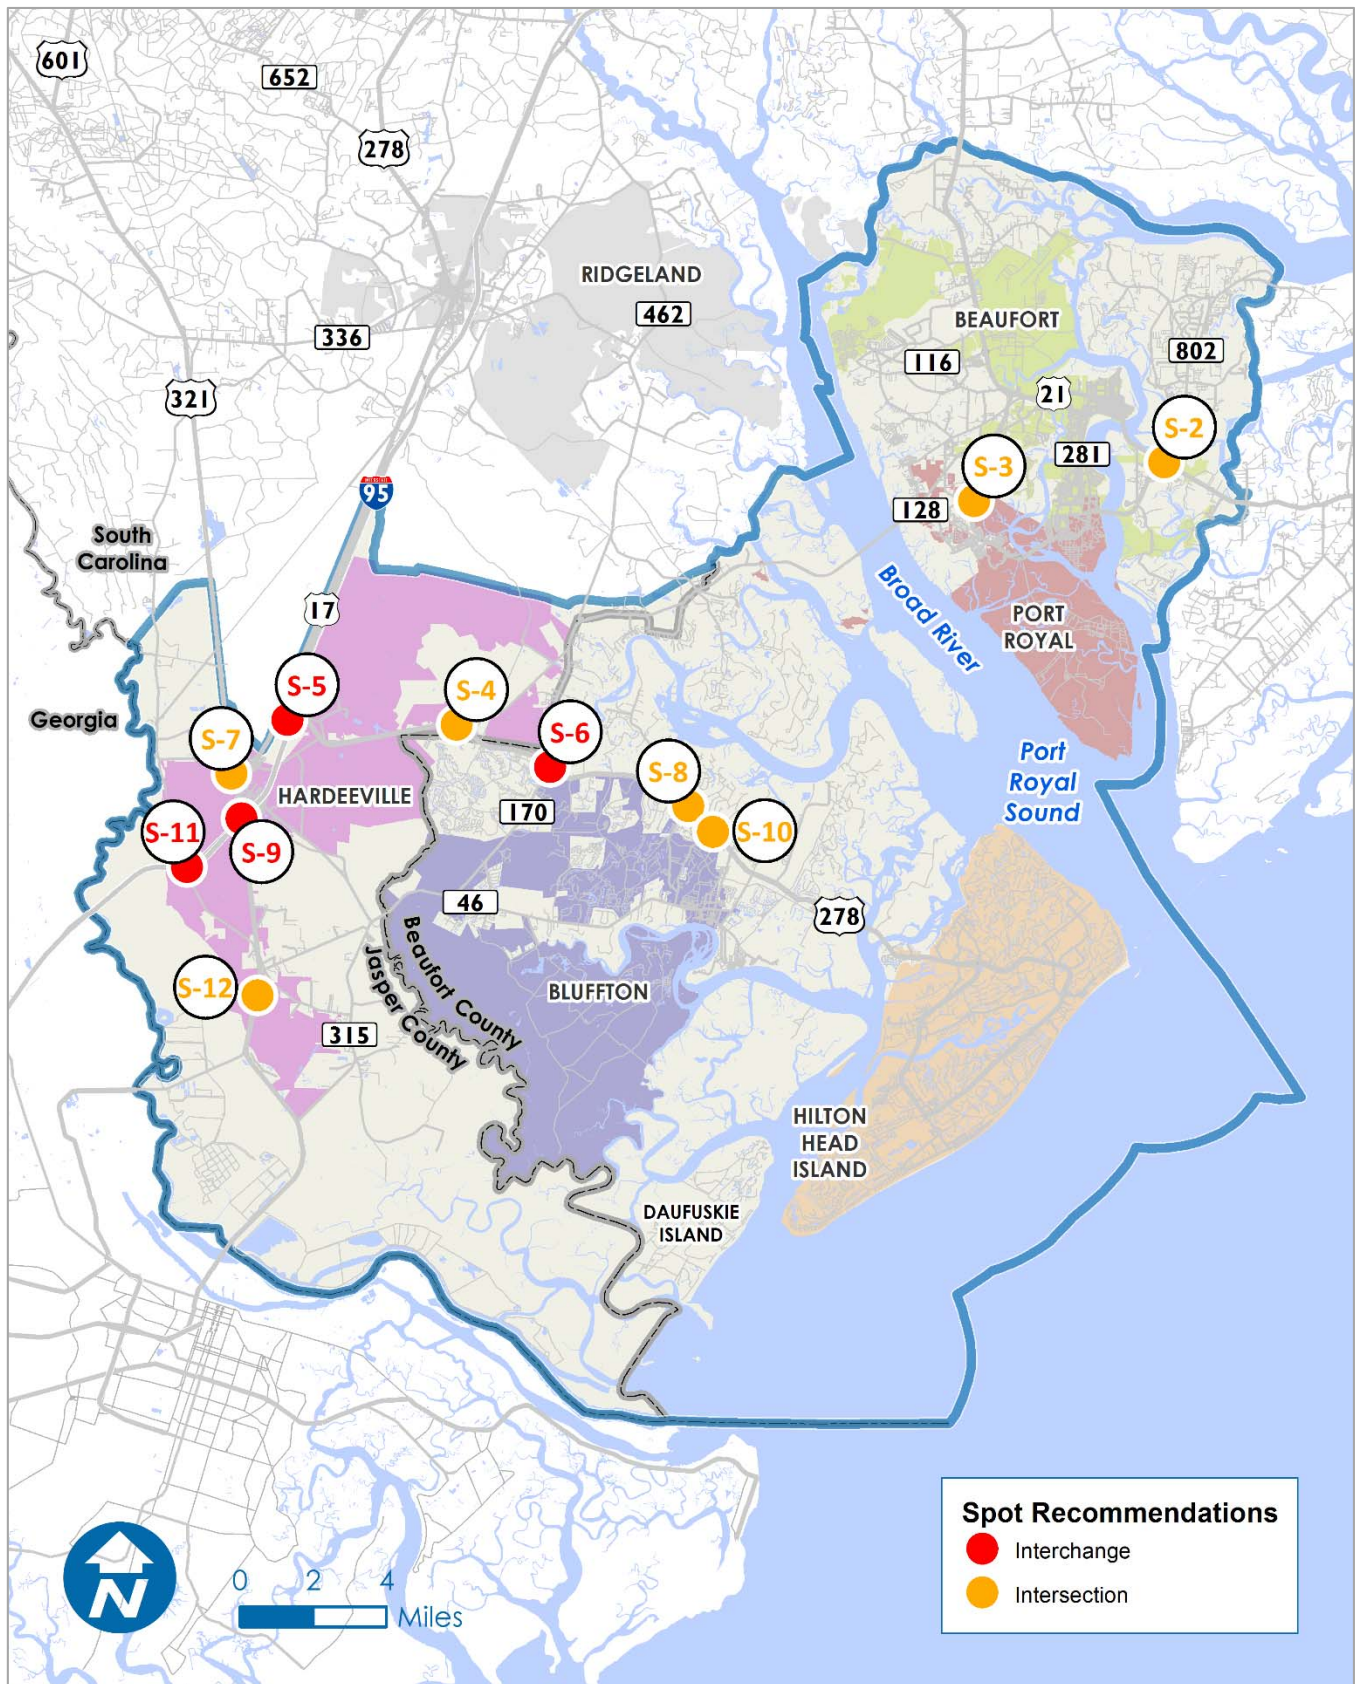 601
652
278
RIDGELAND
462
336
BEAUFORT
116
802
321
21
S-2
281
S-3
95
128
South
Carolina
Broad River
17
PORT
ROYAL
S-5
S-4
Georgia
S-7
S-6
Port
Royal
Sound
S-8
HARDEEVILLE
170
S-11
S-9
S-10
46
278
Beaufort County
Jasper County
S-12
BLUFFTON
315
HILTON
HEAD
ISLAND
DAUFUSKIE
ISLAND
Spot Recommendations
Interchange
Intersection
N
0 2 4
Miles